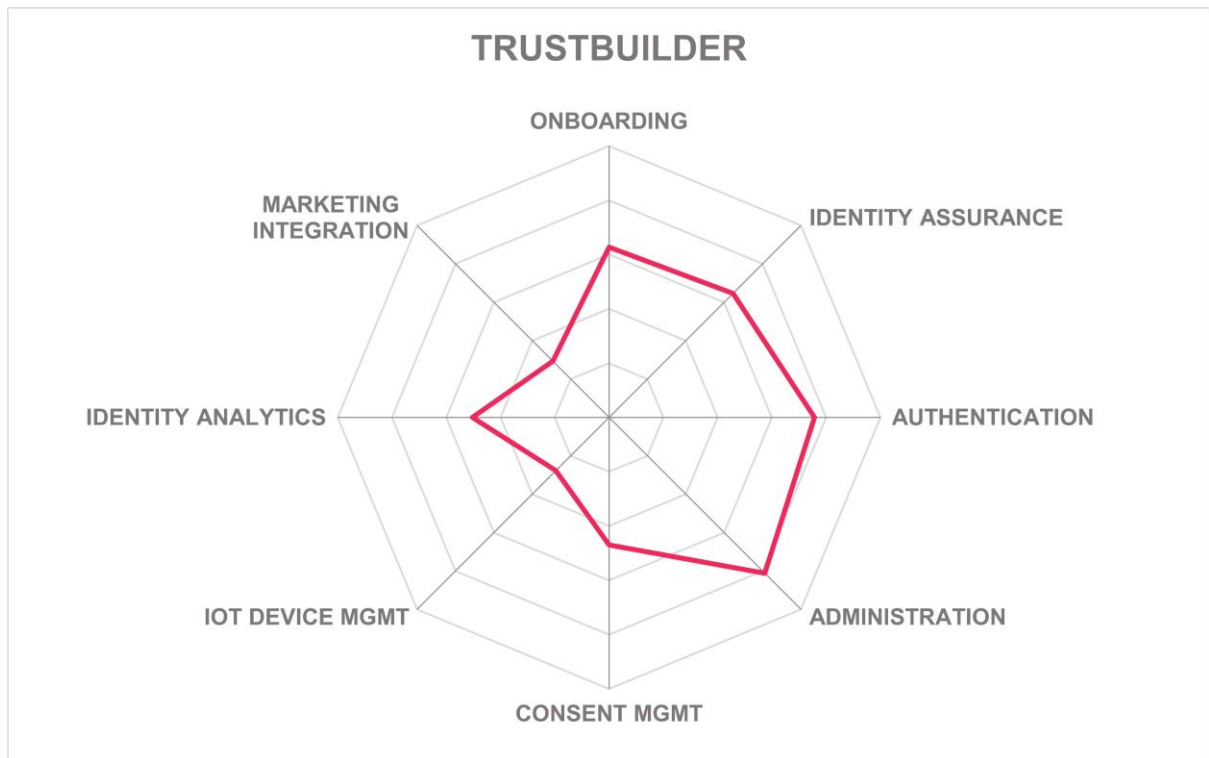 TRUSTBUILDER
ONBOARDING
MARKETING
INTEGRATION
IDENTITY ASSURANCE
IDENTITY ANALYTICS
AUTHENTICATION
IOT DEVICE MGMT
ADMINISTRATION
CONSENT MGMT